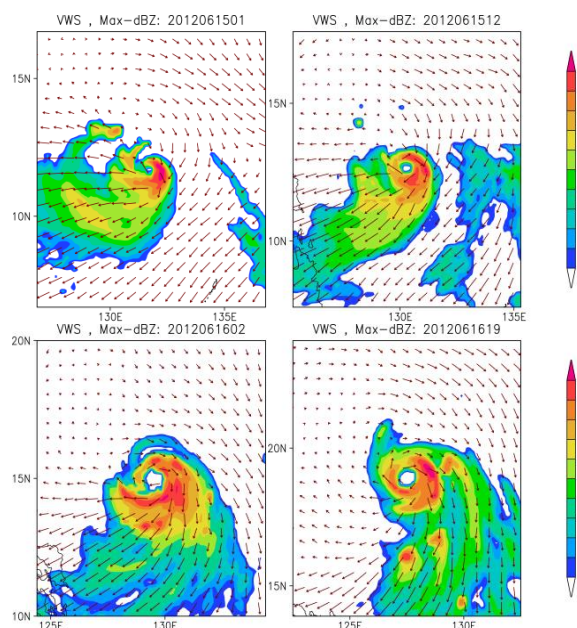 VWS , Max-dBZ: 2012061501
VWS , Max-dBZ: 2012061512
15N
10N
130E
135E
15N
10N
130E
135E
VWS , Max-dBZ: 2012061602
VWS , Max-dBZ: 2012061619
20N
15N
10N
125E
130E
20N
15N
125E
130E